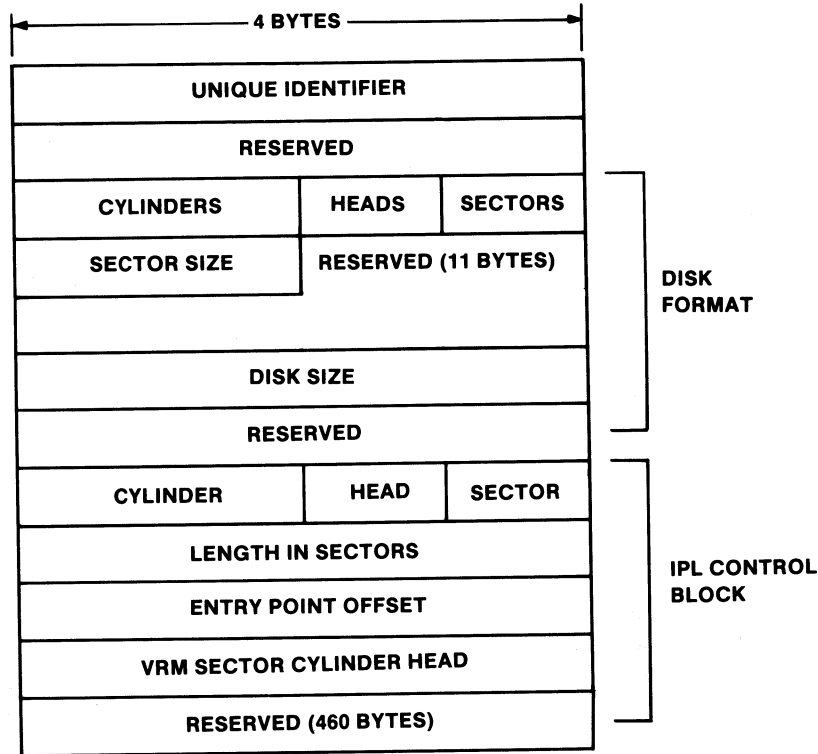 4 BYTES
UNIQUE IDENTIFIER
RESERVED
CYLINDERS HEADS SECTORS
SECTOR SIZE RESERVED (11 BYTES)
DISK SIZE
RESERVED
DISK
FORMAT
CYLINDER HEAD SECTOR
LENGTH IN SECTORS
ENTRY POINT OFFSET
VRM SECTOR CYLINDER HEAD
RESERVED (460 BYTES)
IPL CONTROL
BLOCK